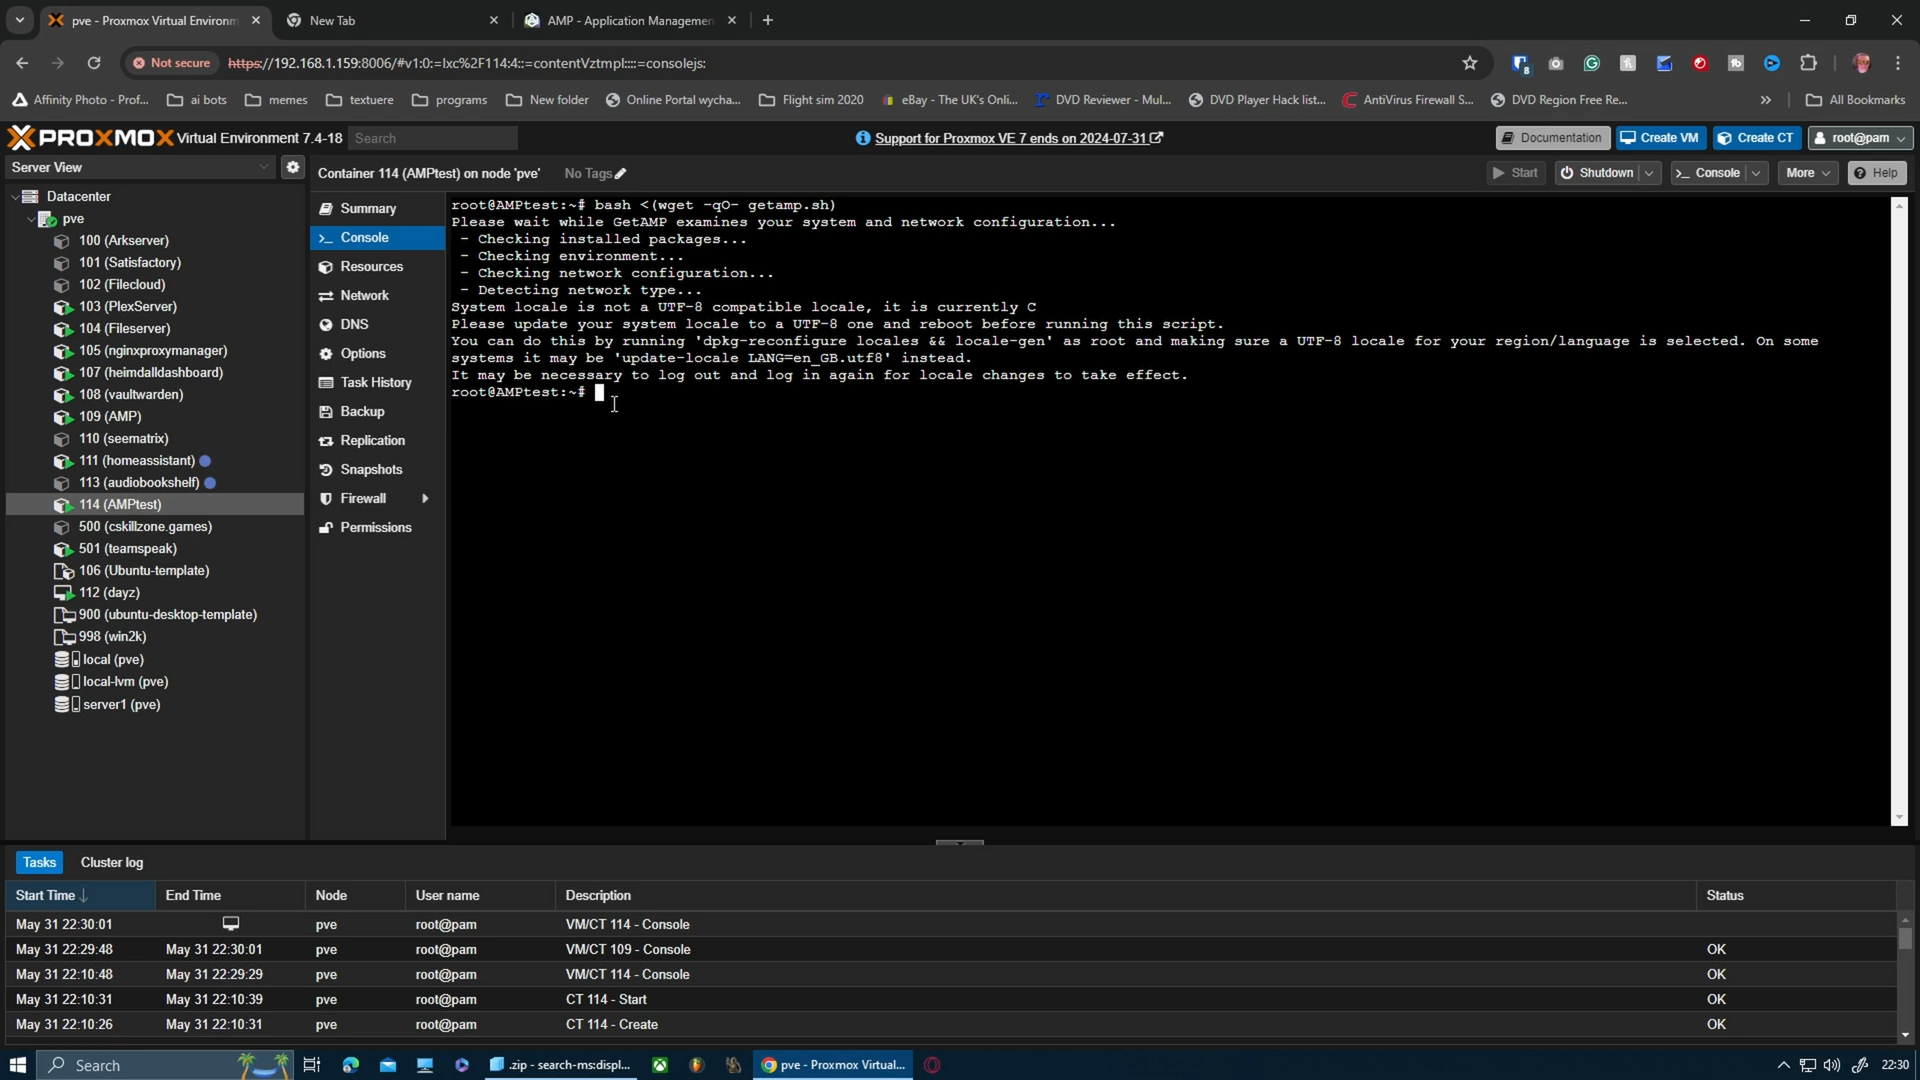 pve - Proxmox Virtual Environm
New Tab
AMP - Application Managemen
Not secure
https://192.168.1.159:8006/#v1:0:=lxc%2F114:4::=contentVztmpl::::=consolejs:
Affinity Photo - Prof...
ai bots
memes
textuere
programs
New folder
Online Portal wycha...
Flight sim 2020
eBay - The UK's Onli...
DVD Reviewer - Mul...
DVD Player Hack list...
AntiVirus Firewall S...
DVD Region Free Re...
All Bookmarks
PROXMOX Virtual Environment 7.4-18
Search
Support for Proxmox VE 7 ends on 2024-07-31
Documentation
Create VM
Create CT
root@pam
Server View
Container 114 (AMPtest) on node 'pve'
No Tags
Start
Shutdown
Console
More
Help
Datacenter
pve
100 (Arkserver)
101 (Satisfactory)
102 (Filecloud)
103 (PlexServer)
104 (Fileserver)
105 (nginxproxymanager)
107 (heimdalldashboard)
108 (vaultwarden)
109 (AMP)
110 (seematrix)
111 (homeassistant)
113 (audiobookshelf)
114 (AMPtest)
500 (cskillzone.games)
501 (teamspeak)
106 (Ubuntu-template)
112 (dayz)
900 (ubuntu-desktop-template)
998 (win2k)
local (pve)
local-lvm (pve)
server1 (pve)
Summary
Console
Resources
Network
DNS
Options
Task History
Backup
Replication
Snapshots
Firewall
Permissions
root@AMPtest:~# bash <(wget -qO- getamp.sh)
Please wait while GetAMP examines your system and network configuration...
- Checking installed packages...
- Checking environment...
- Checking network configuration...
- Detecting network type...
System locale is not a UTF-8 compatible locale, it is currently C
Please update your system locale to a UTF-8 one and reboot before running this script.
You can do this by running 'dpkg-reconfigure locales && locale-gen' as root and making sure a UTF-8 locale for your region/language is selected. On some
systems it may be 'update-locale LANG=en_GB.utf8' instead.
It may be necessary to log out and log in again for locale changes to take effect.
root@AMPtest:~#
Tasks
Cluster log
Start Time
End Time
Node
User name
Description
Status
May 31 22:30:01 pve root@pam VM/CT 114 - Console
May 31 22:29:48 May 31 22:30:01 pve root@pam VM/CT 109 - Console OK
May 31 22:10:48 May 31 22:29:29 pve root@pam VM/CT 114 - Console OK
May 31 22:10:31 May 31 22:10:39 pve root@pam CT 114 - Start OK
May 31 22:10:26 May 31 22:10:31 pve root@pam CT 114 - Create OK
Search
.zip - search-ms:displ...
pve - Proxmox Virtual...
22:30